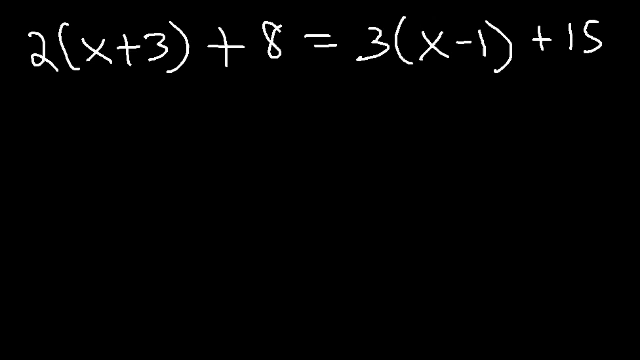 2(x+3) + 8 = 3(x-1) + 15